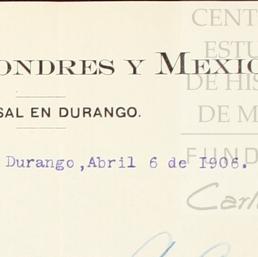 CENT
ESTU
ONDRES Y MEXIC
DE HIS
SAL EN DURANGO.
DE M
Durango,Abril 6 de 1906.
FUND
Carl